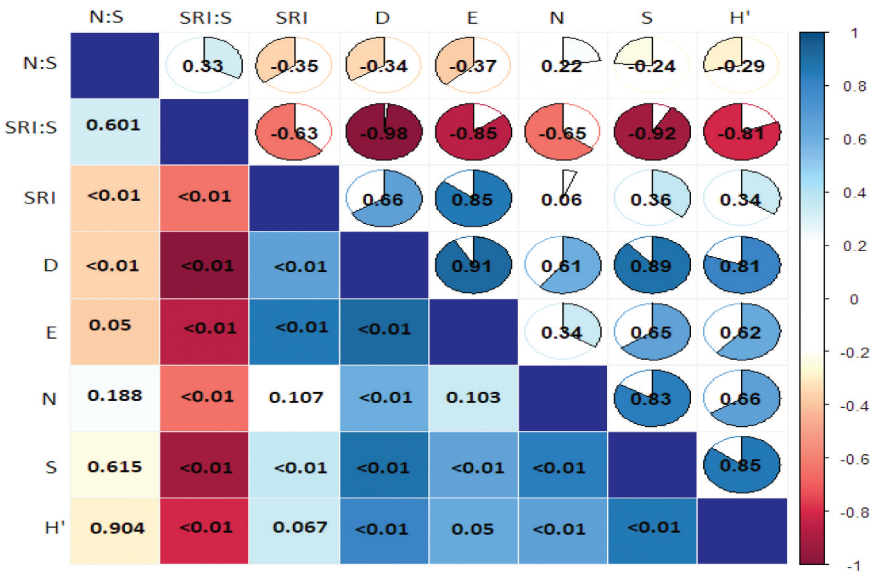 N:S SRI:S SRI D E N S H'
N:S 0.33 -0.35 -0.34 -0.37 0.22 -0.24 -0.29
SRI:S 0.601 -0.63 -0.98 -0.85 -0.65 -0.92 -0.81
SRI <0.01 <0.01 0.66 0.85 0.06 0.36 0.34
D <0.01 <0.01 <0.01 0.91 0.61 0.89 0.81
E 0.05 <0.01 <0.01 <0.01 0.34 0.65 0.62
N 0.188 <0.01 0.107 <0.01 0.103 0.83 0.66
S 0.615 <0.01 <0.01 <0.01 <0.01 <0.01 0.85
H' 0.904 <0.01 0.067 <0.01 0.05 <0.01 <0.01
1
0.8
0.6
0.4
0.2
0
-0.2
-0.4
-0.6
-0.8
-1